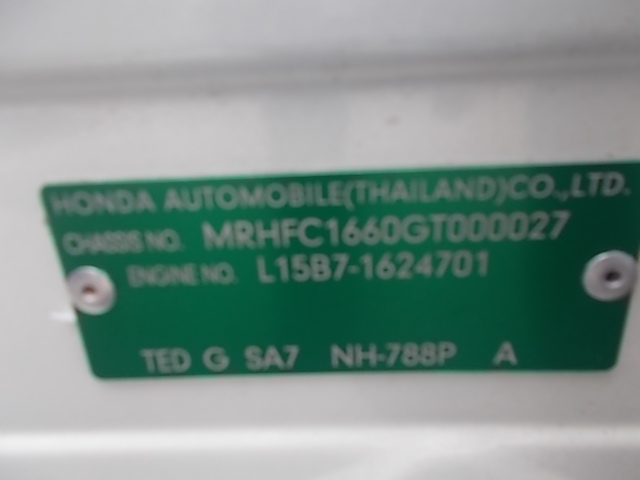 HONDA AUTOMOBILE(THAILAND)CO.,LTD.
CHASSIS NO. MRHFC1660GT000027
ENGINE NO. L15B7-1624701
TED G SA7 NH-788P A